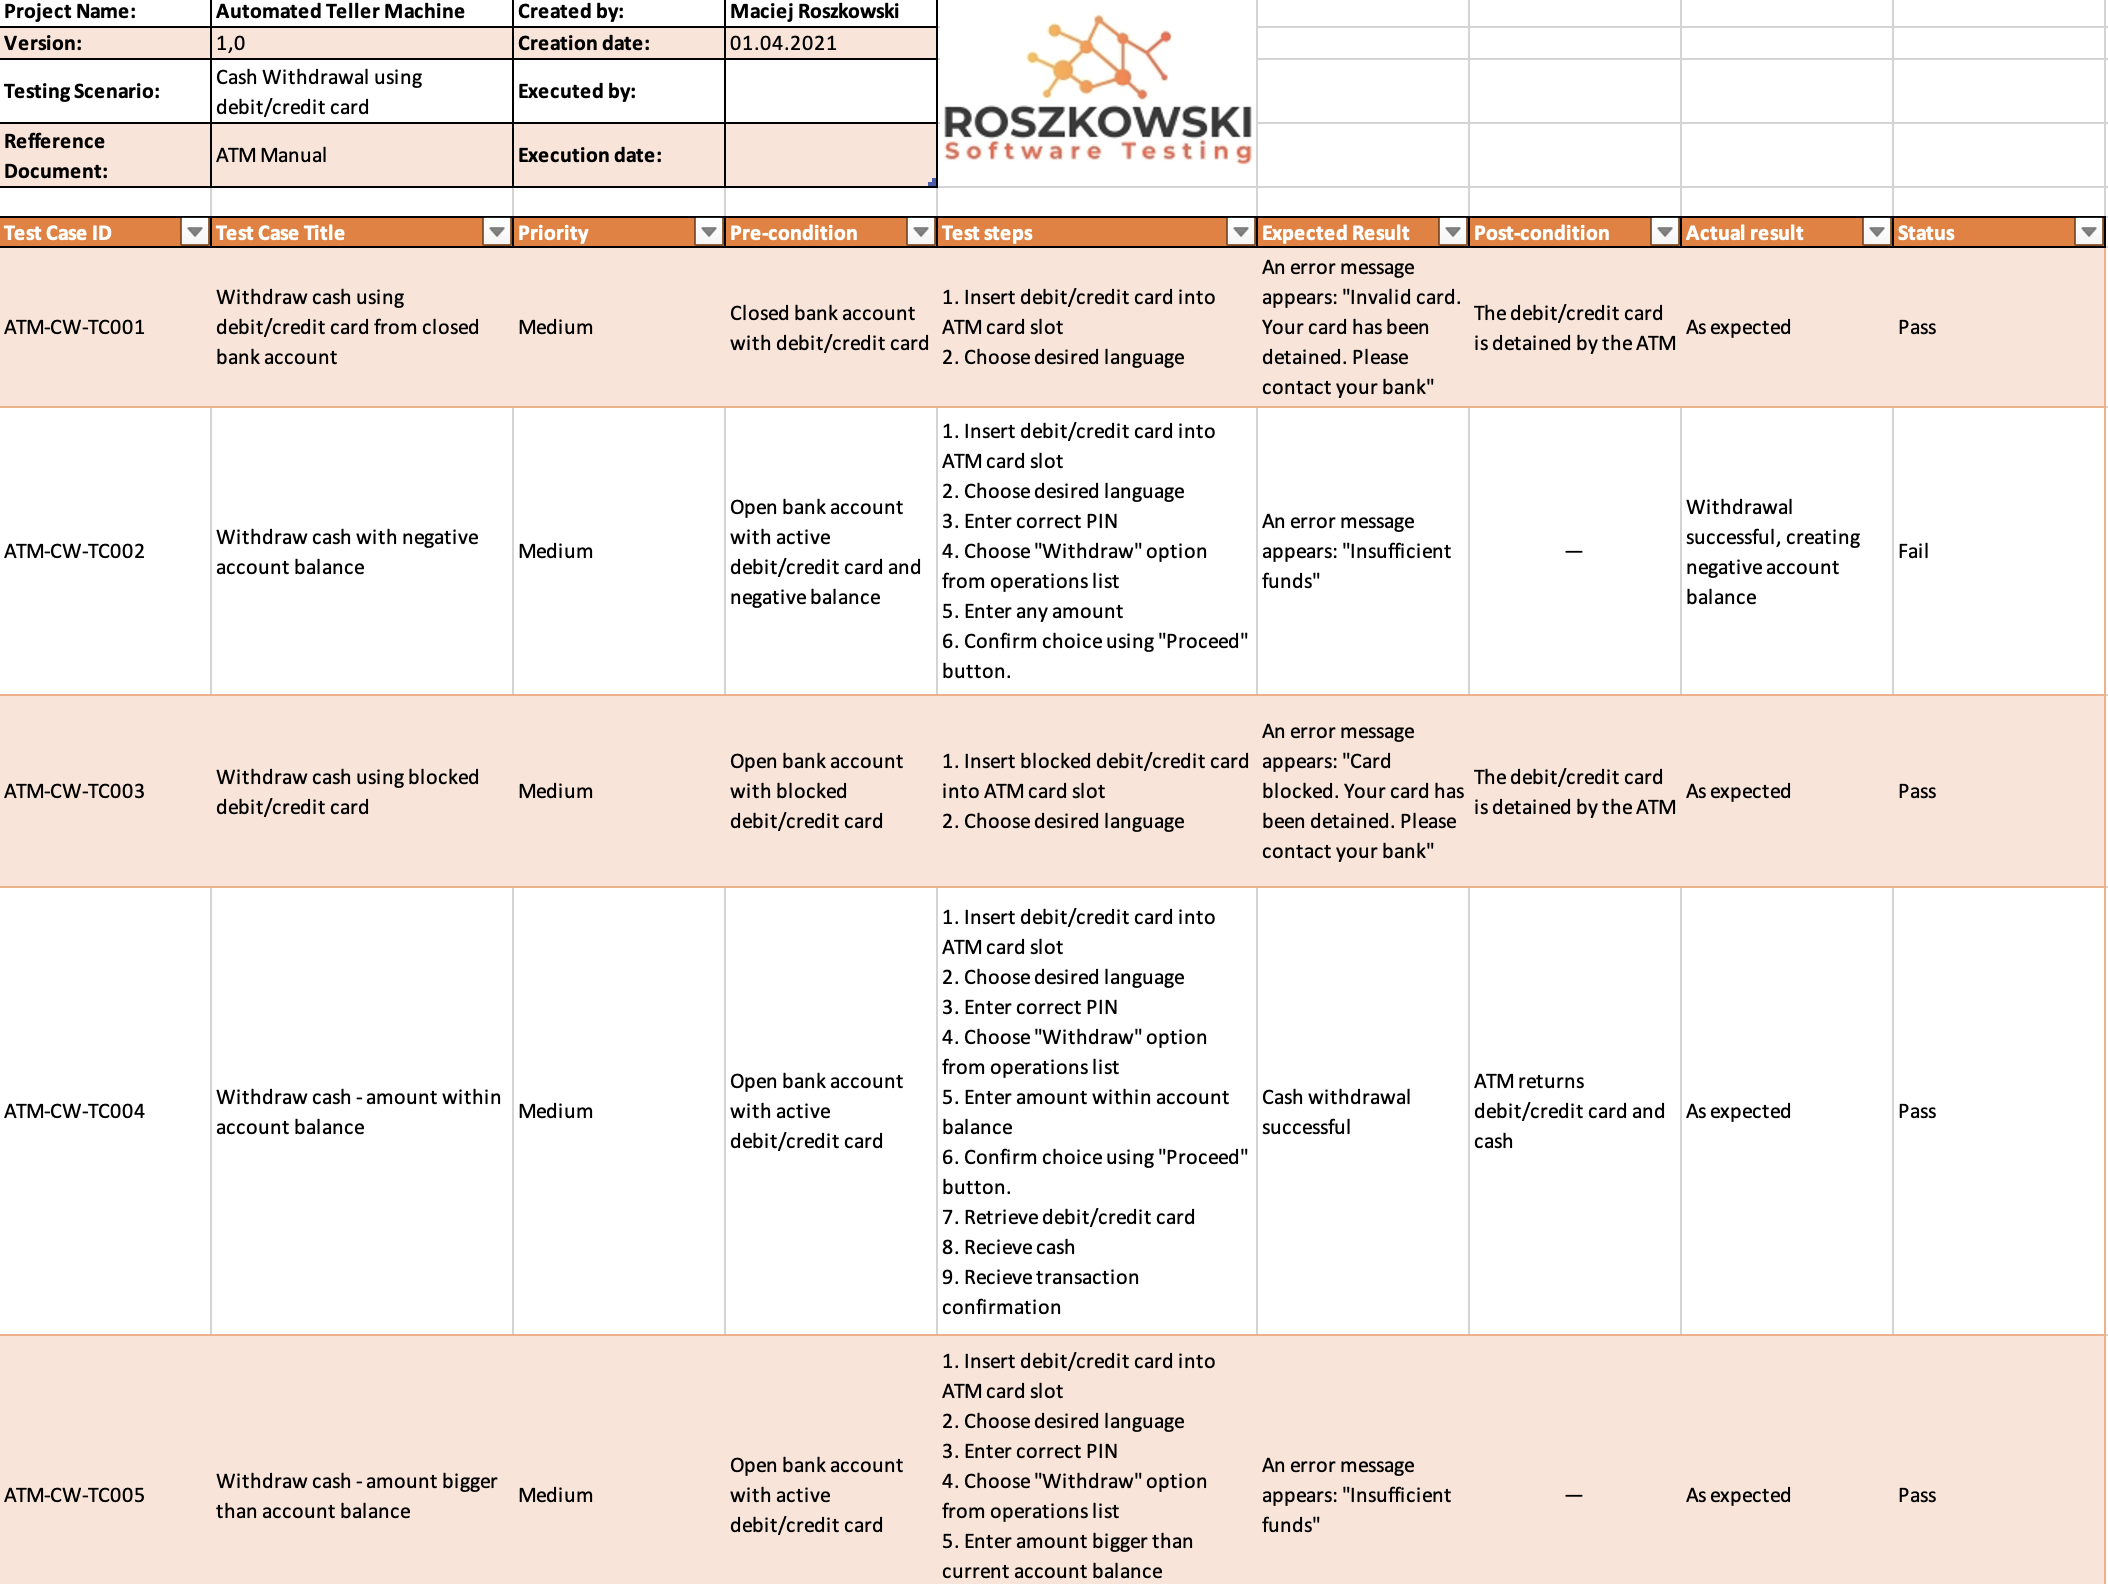 Project Name: Automated Teller Machine Created by: Maciej Roszkowski
Version: 1,0 Creation date: 01.04.2021
Testing Scenario: Cash Withdrawal using
debit/credit card Executed by:
Refference
Document: ATM Manual Execution date:
ROSZKOWSKI
Software Testing
Test Case ID Test Case Title Priority Pre-condition Test steps Expected Result Post-condition Actual result Status
ATM-CW-TC001
Withdraw cash using
debit/credit card from closed
bank account
Medium
Closed bank account
with debit/credit card
1. Insert debit/credit card into
ATM card slot
2. Choose desired language
An error message
appears: "Invalid card.
Your card has been
detained. Please
contact your bank"
The debit/credit card
is detained by the ATM
As expected
Pass
ATM-CW-TC002
Withdraw cash with negative
account balance
Medium
Open bank account
with active
debit/credit card and
negative balance
1. Insert debit/credit card into
ATM card slot
2. Choose desired language
3. Enter correct PIN
4. Choose "Withdraw" option
from operations list
5. Enter any amount
6. Confirm choice using "Proceed"
button.
An error message
appears: "Insufficient
funds"
—
Withdrawal
successful, creating
negative account
balance
Fail
ATM-CW-TC003
Withdraw cash using blocked
debit/credit card
Medium
Open bank account
with blocked
debit/credit card
1. Insert blocked debit/credit card
into ATM card slot
2. Choose desired language
An error message
appears: "Card
blocked. Your card has
been detained. Please
contact your bank"
The debit/credit card
is detained by the ATM
As expected
Pass
ATM-CW-TC004
Withdraw cash - amount within
account balance
Medium
Open bank account
with active
debit/credit card
1. Insert debit/credit card into
ATM card slot
2. Choose desired language
3. Enter correct PIN
4. Choose "Withdraw" option
from operations list
5. Enter amount within account
balance
6. Confirm choice using "Proceed"
button.
7. Retrieve debit/credit card
8. Recieve cash
9. Recieve transaction
confirmation
Cash withdrawal
successful
ATM returns
debit/credit card and
cash
As expected
Pass
ATM-CW-TC005
Withdraw cash - amount bigger
than account balance
Medium
Open bank account
with active
debit/credit card
1. Insert debit/credit card into
ATM card slot
2. Choose desired language
3. Enter correct PIN
4. Choose "Withdraw" option
from operations list
5. Enter amount bigger than
current account balance
An error message
appears: "Insufficient
funds"
—
As expected
Pass